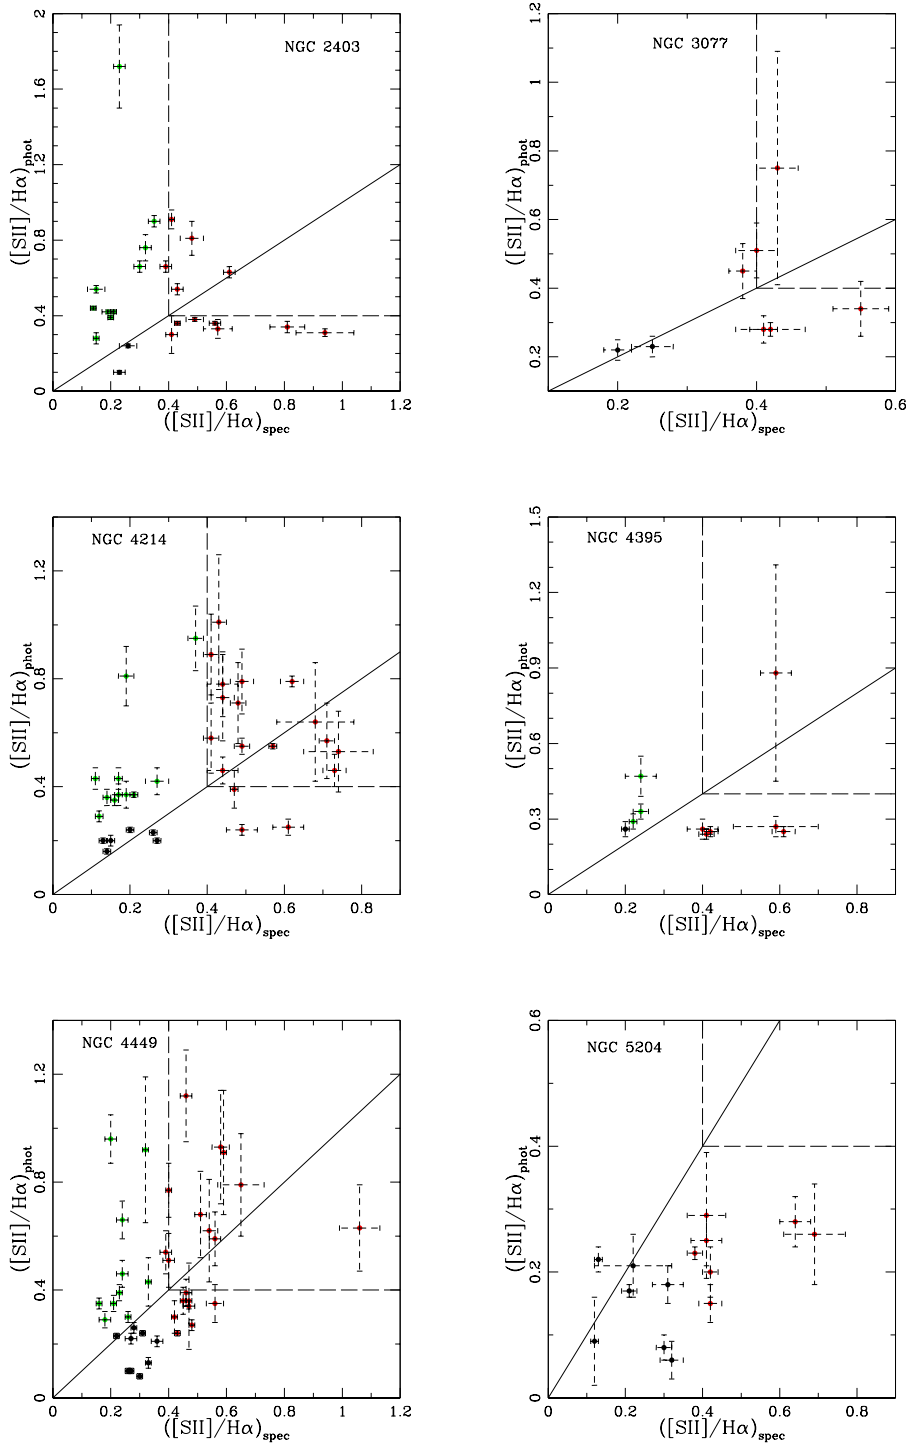 NGC 2403
([SII]/Hα)phot
0 0.4 0.8 1.2 1.6 2
0 0.2 0.4 0.6 0.8 1 1.2
([SII]/Hα)spec
NGC 3077
([SII]/Hα)phot
0.2 0.4 0.6 0.8 1 1.2
0.2 0.4 0.6
([SII]/Hα)spec
NGC 4214
([SII]/Hα)phot
0 0.4 0.8 1.2
0 0.2 0.4 0.6 0.8
([SII]/Hα)spec
NGC 4395
([SII]/Hα)phot
0 0.3 0.6 0.9 1.2 1.5
0 0.2 0.4 0.6 0.8
([SII]/Hα)spec
NGC 4449
([SII]/Hα)phot
0 0.4 0.8 1.2
0 0.2 0.4 0.6 0.8 1 1.2
([SII]/Hα)spec
NGC 5204
([SII]/Hα)phot
0 0.2 0.4 0.6
0 0.2 0.4 0.6 0.8
([SII]/Hα)spec